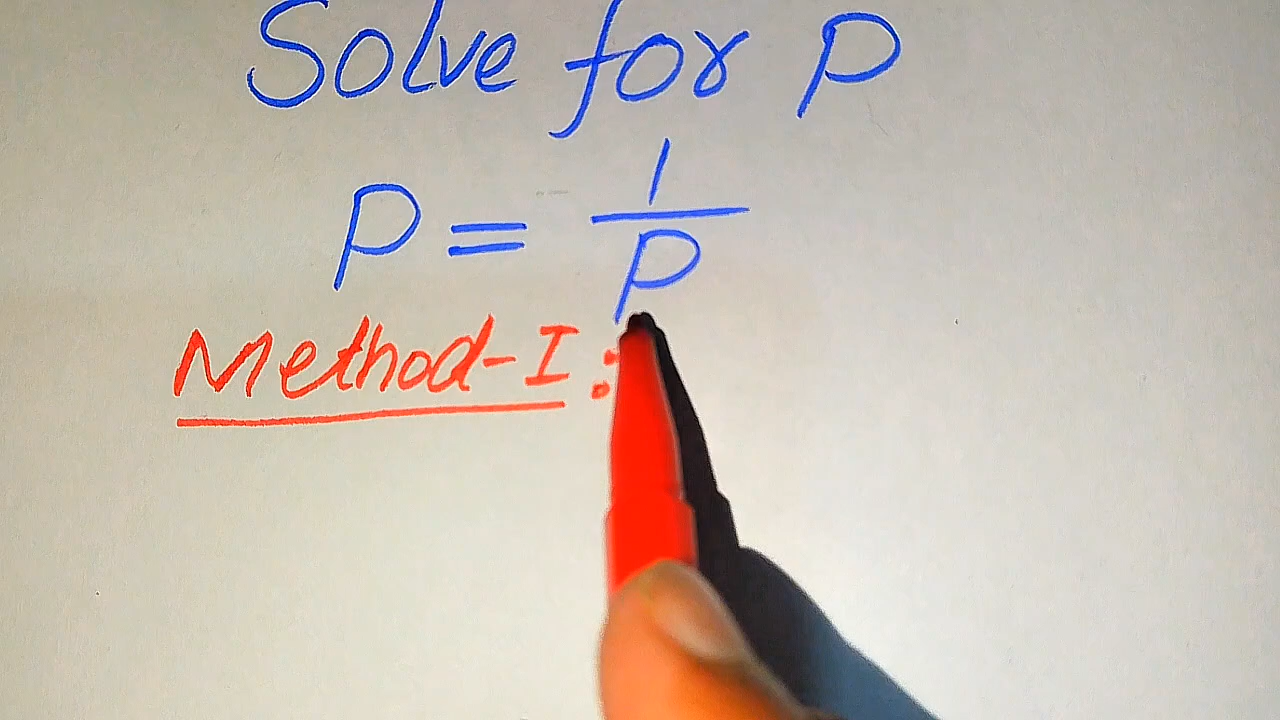 Solve for P
P = 1/P
Method-I :